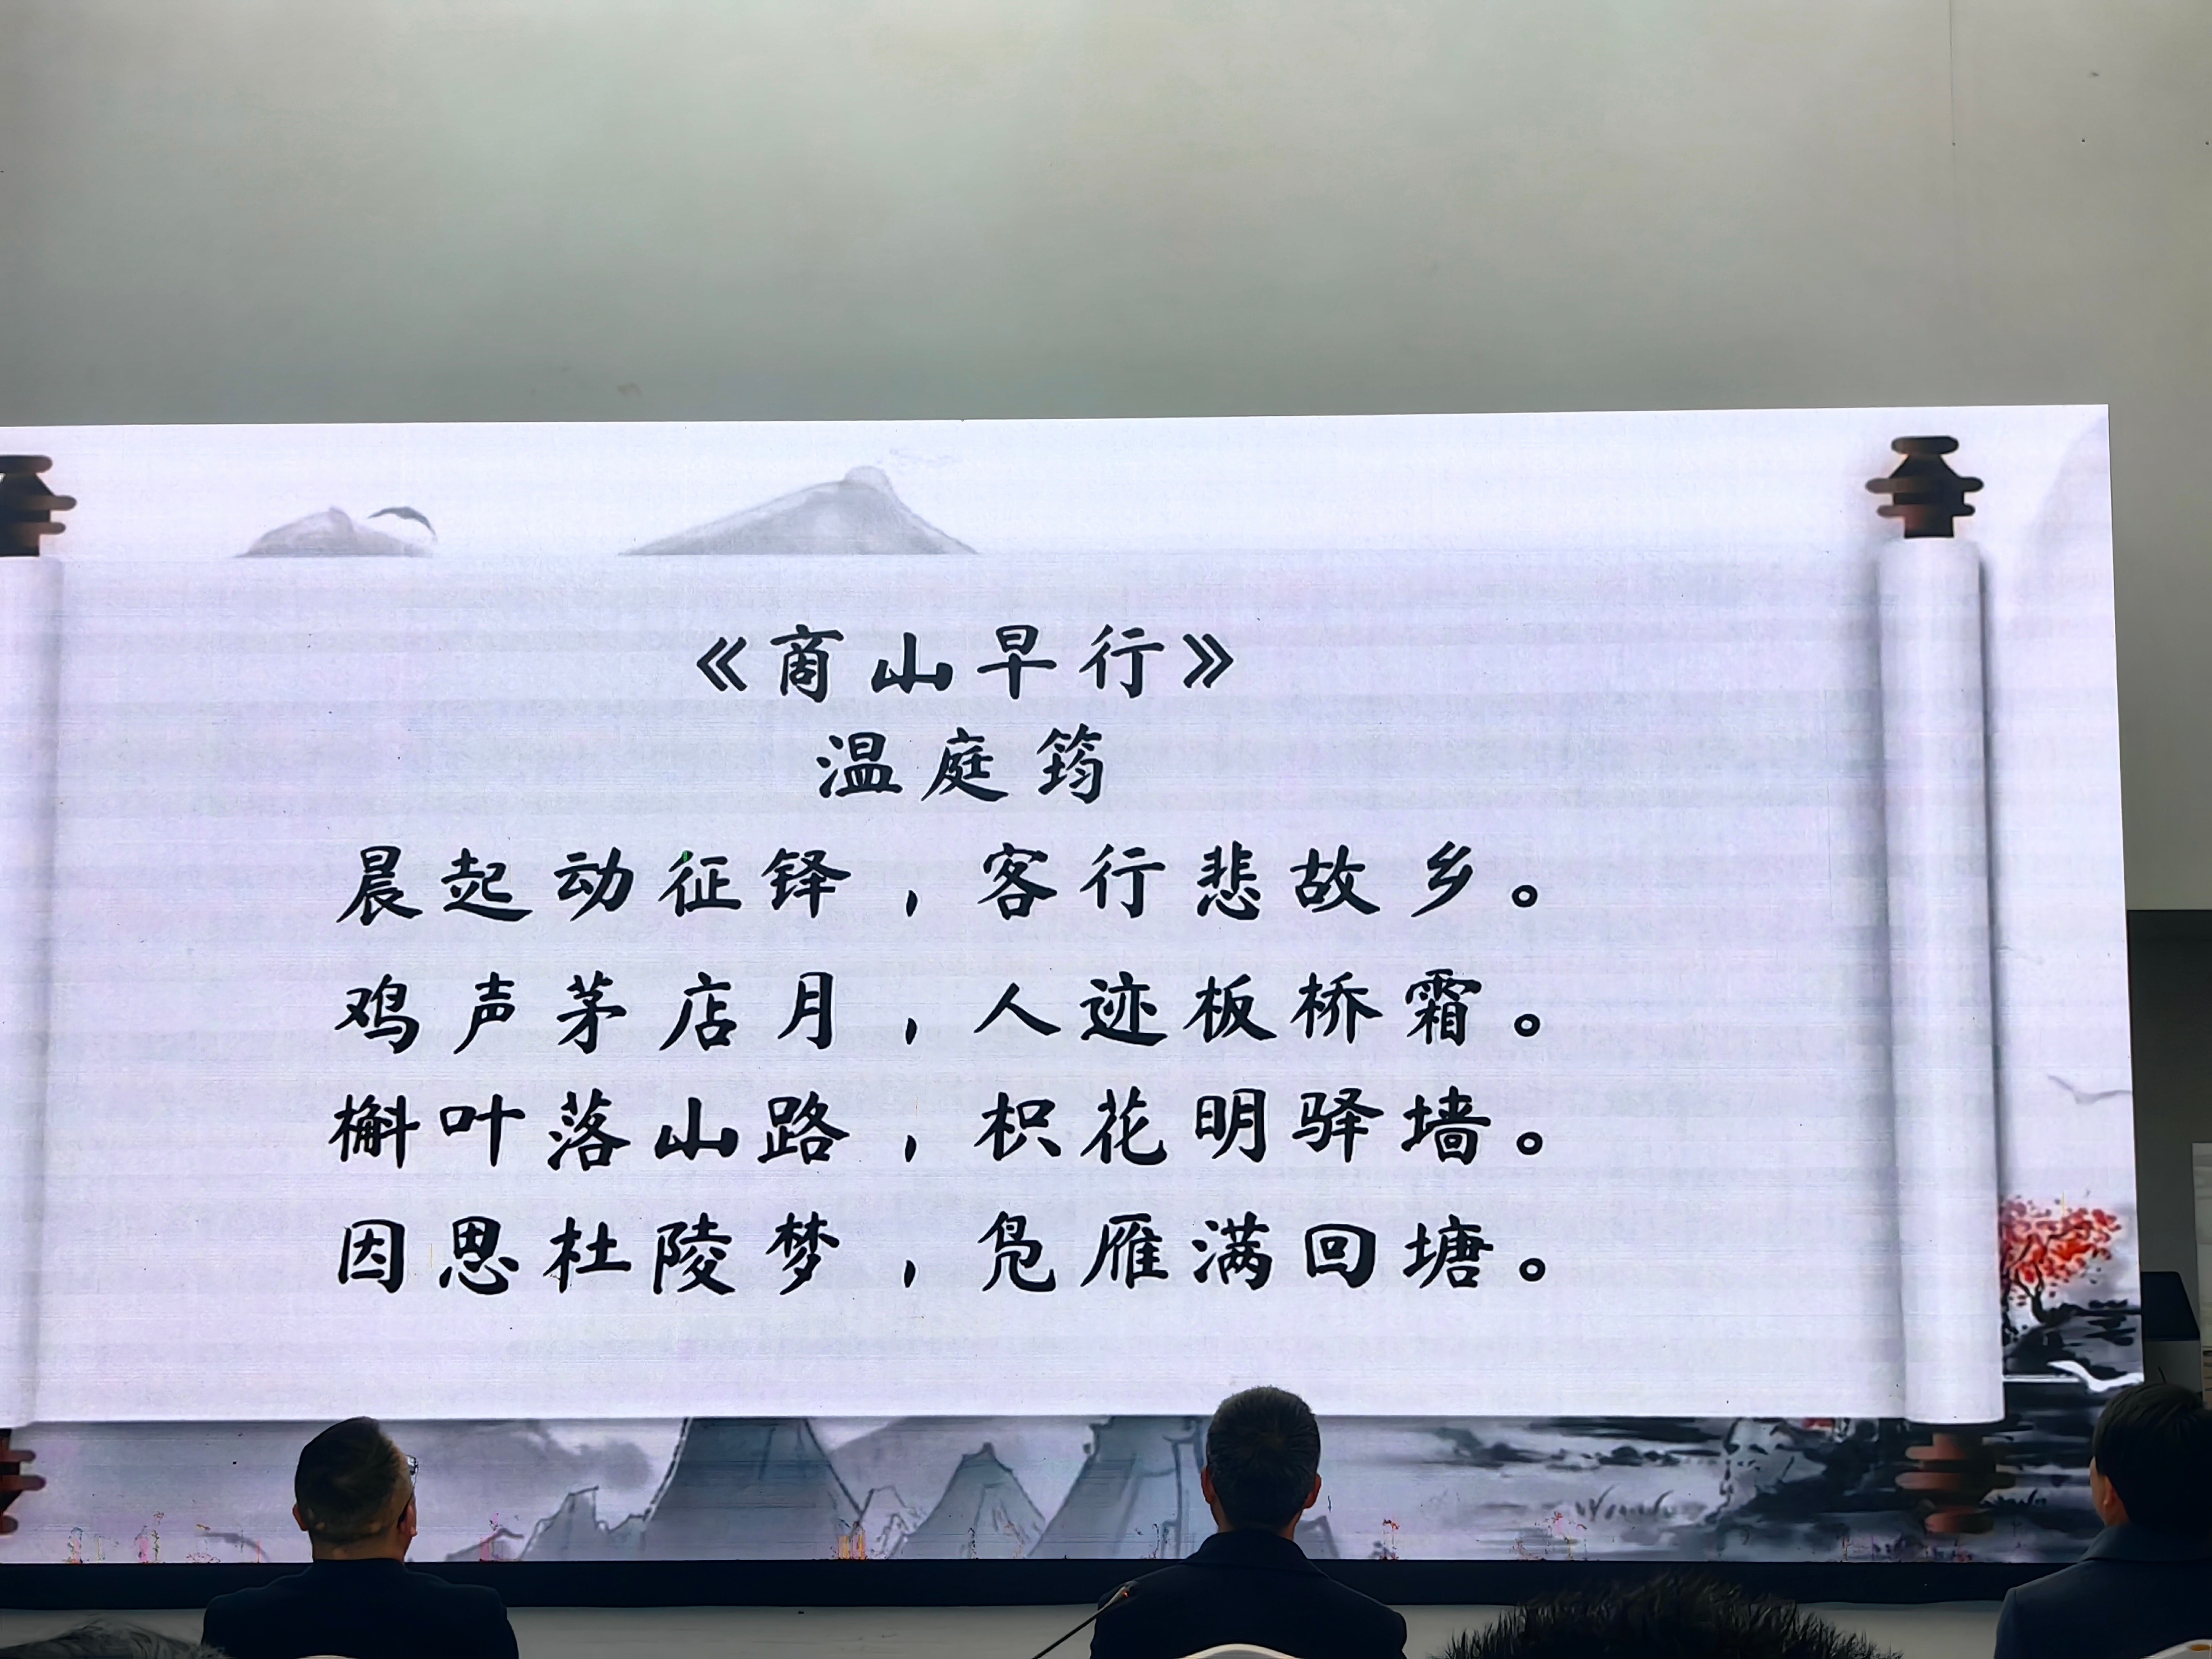 《商山早行》
温庭筠
晨起动征铎，客行悲故乡。
鸡声茅店月，人迹板桥霜。
槲叶落山路，枳花明驿墙。
因思杜陵梦，凫雁满回塘。